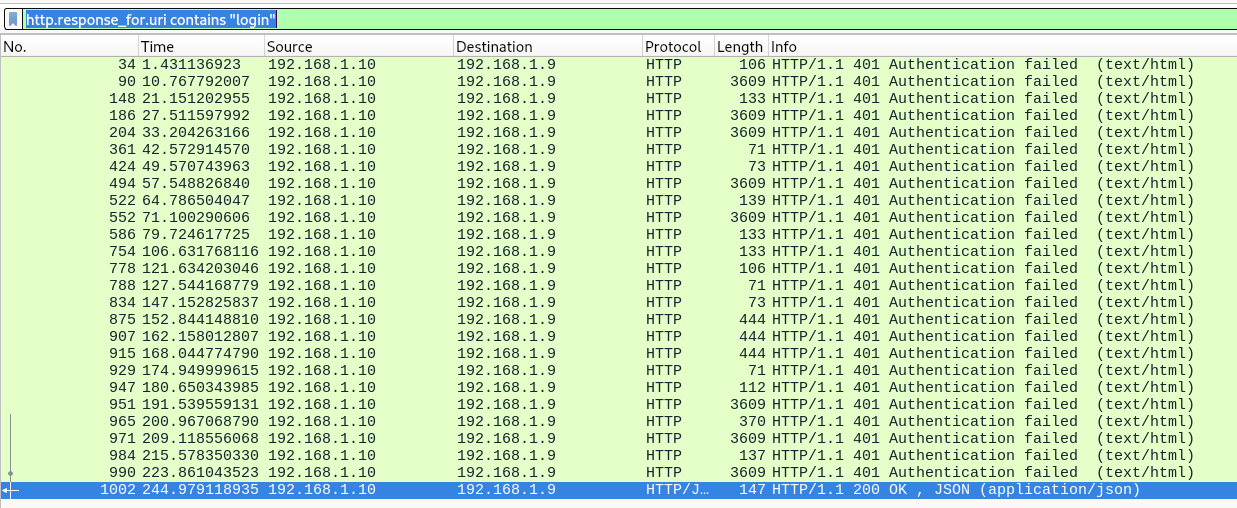 http.response_for.uri contains "login"
No. Time Source Destination Protocol Length Info
34 1.431136923 192.168.1.10 192.168.1.9 HTTP 106 HTTP/1.1 401 Authentication failed (text/html)
90 10.767792007 192.168.1.10 192.168.1.9 HTTP 3609 HTTP/1.1 401 Authentication failed (text/html)
148 21.151202955 192.168.1.10 192.168.1.9 HTTP 133 HTTP/1.1 401 Authentication failed (text/html)
186 27.511597992 192.168.1.10 192.168.1.9 HTTP 3609 HTTP/1.1 401 Authentication failed (text/html)
204 33.204263166 192.168.1.10 192.168.1.9 HTTP 3609 HTTP/1.1 401 Authentication failed (text/html)
361 42.572914570 192.168.1.10 192.168.1.9 HTTP 71 HTTP/1.1 401 Authentication failed (text/html)
424 49.570743963 192.168.1.10 192.168.1.9 HTTP 73 HTTP/1.1 401 Authentication failed (text/html)
494 57.548826840 192.168.1.10 192.168.1.9 HTTP 3609 HTTP/1.1 401 Authentication failed (text/html)
522 64.786504047 192.168.1.10 192.168.1.9 HTTP 139 HTTP/1.1 401 Authentication failed (text/html)
552 71.100290606 192.168.1.10 192.168.1.9 HTTP 3609 HTTP/1.1 401 Authentication failed (text/html)
586 79.724617725 192.168.1.10 192.168.1.9 HTTP 133 HTTP/1.1 401 Authentication failed (text/html)
754 106.631768116 192.168.1.10 192.168.1.9 HTTP 133 HTTP/1.1 401 Authentication failed (text/html)
778 121.634203046 192.168.1.10 192.168.1.9 HTTP 106 HTTP/1.1 401 Authentication failed (text/html)
788 127.544168779 192.168.1.10 192.168.1.9 HTTP 71 HTTP/1.1 401 Authentication failed (text/html)
834 147.152825837 192.168.1.10 192.168.1.9 HTTP 73 HTTP/1.1 401 Authentication failed (text/html)
875 152.844148810 192.168.1.10 192.168.1.9 HTTP 444 HTTP/1.1 401 Authentication failed (text/html)
907 162.158012807 192.168.1.10 192.168.1.9 HTTP 444 HTTP/1.1 401 Authentication failed (text/html)
915 168.044774790 192.168.1.10 192.168.1.9 HTTP 444 HTTP/1.1 401 Authentication failed (text/html)
929 174.949999615 192.168.1.10 192.168.1.9 HTTP 71 HTTP/1.1 401 Authentication failed (text/html)
947 180.650343985 192.168.1.10 192.168.1.9 HTTP 112 HTTP/1.1 401 Authentication failed (text/html)
951 191.539559131 192.168.1.10 192.168.1.9 HTTP 3609 HTTP/1.1 401 Authentication failed (text/html)
965 200.967068790 192.168.1.10 192.168.1.9 HTTP 370 HTTP/1.1 401 Authentication failed (text/html)
971 209.118556068 192.168.1.10 192.168.1.9 HTTP 3609 HTTP/1.1 401 Authentication failed (text/html)
984 215.578350330 192.168.1.10 192.168.1.9 HTTP 137 HTTP/1.1 401 Authentication failed (text/html)
990 223.861043523 192.168.1.10 192.168.1.9 HTTP 3609 HTTP/1.1 401 Authentication failed (text/html)
1002 244.979118935 192.168.1.10 192.168.1.9 HTTP/J… 147 HTTP/1.1 200 OK , JSON (application/json)